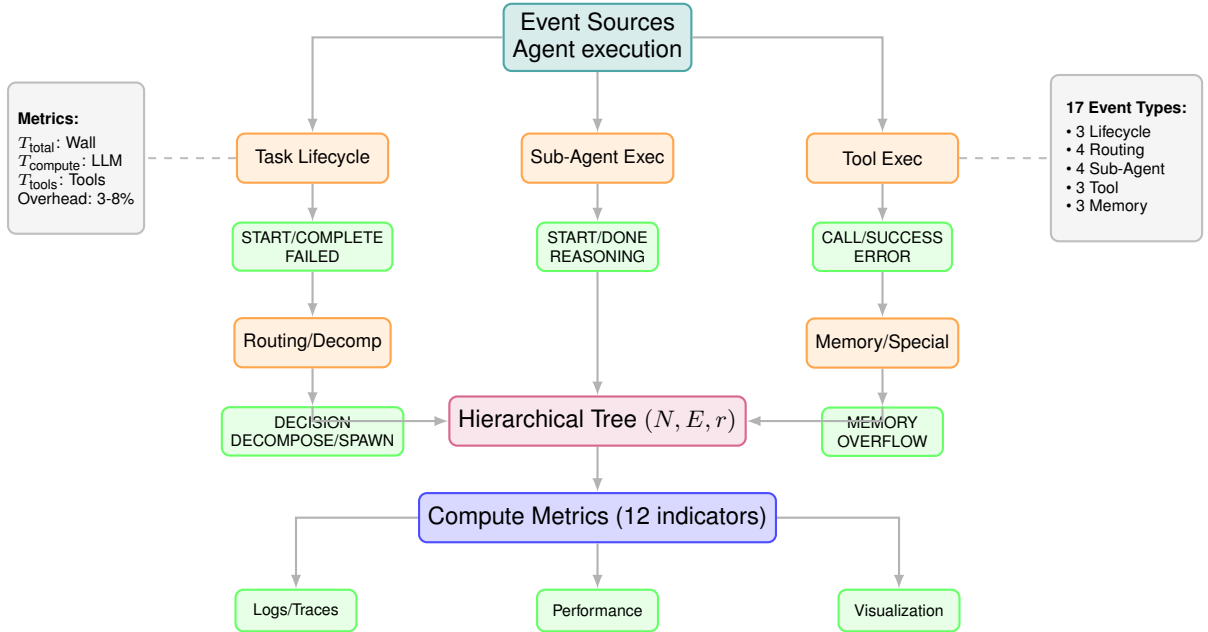 Event Sources
Agent execution
Metrics:
T_total: Wall
T_compute: LLM
T_tools: Tools
Overhead: 3-8%
17 Event Types:
• 3 Lifecycle
• 4 Routing
• 4 Sub-Agent
• 3 Tool
• 3 Memory
Task Lifecycle
Sub-Agent Exec
Tool Exec
START/COMPLETE
FAILED
START/DONE
REASONING
CALL/SUCCESS
ERROR
Routing/Decomp
Memory/Special
DECISION
DECOMPOSE/SPAWN
Hierarchical Tree (N, E, r)
MEMORY
OVERFLOW
Compute Metrics (12 indicators)
Logs/Traces
Performance
Visualization